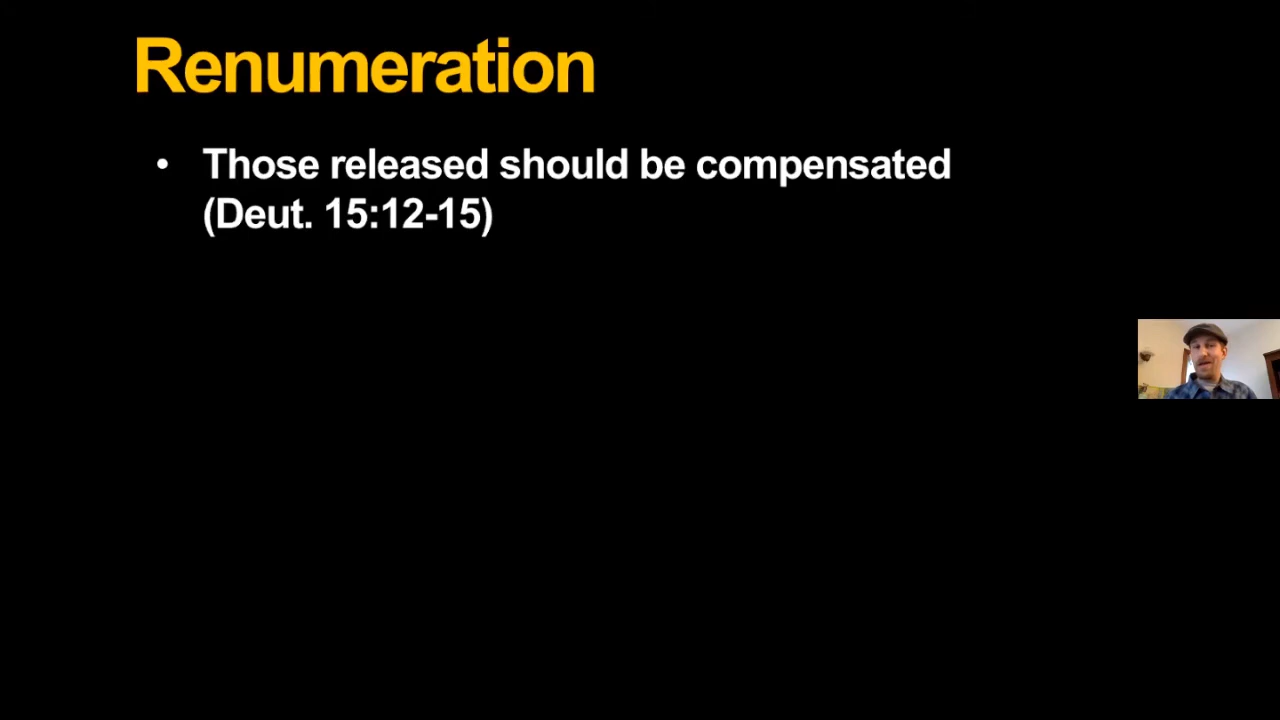 Renumeration
• Those released should be compensated
(Deut. 15:12-15)